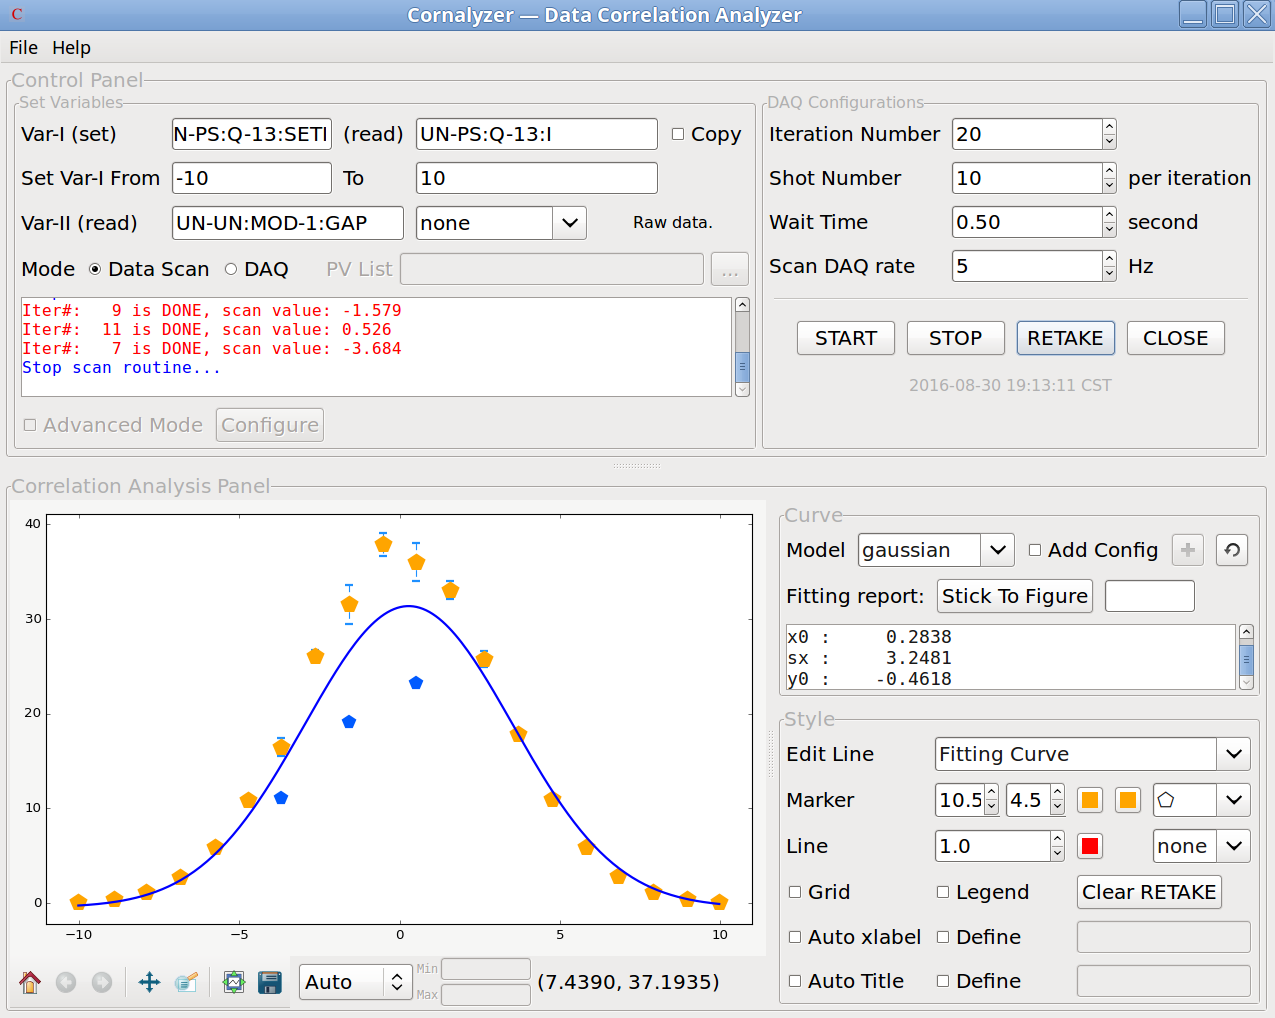 C Cornalyzer — Data Correlation Analyzer
File Help
Control Panel
Set Variables
Var-I (set) N-PS:Q-13:SETI (read) UN-PS:Q-13:I Copy
Set Var-I From -10 To 10
Var-II (read) UN-UN:MOD-1:GAP none Raw data.
Mode Data Scan DAQ PV List ...
Iter#: 9 is DONE, scan value: -1.579
Iter#: 11 is DONE, scan value: 0.526
Iter#: 7 is DONE, scan value: -3.684
Stop scan routine...
Advanced Mode Configure
DAQ Configurations
Iteration Number 20
Shot Number 10 per iteration
Wait Time 0.50 second
Scan DAQ rate 5 Hz
START STOP RETAKE CLOSE
2016-08-30 19:13:11 CST
Correlation Analysis Panel
40
30
20
10
0
−10 −5 0 5 10
Auto Min Max (7.4390, 37.1935)
Curve
Model gaussian Add Config
Fitting report: Stick To Figure
x0 : 0.2838
sx : 3.2481
y0 : -0.4618
Style
Edit Line Fitting Curve
Marker 10.5 4.5
Line 1.0 none
Grid Legend Clear RETAKE
Auto xlabel Define
Auto Title Define